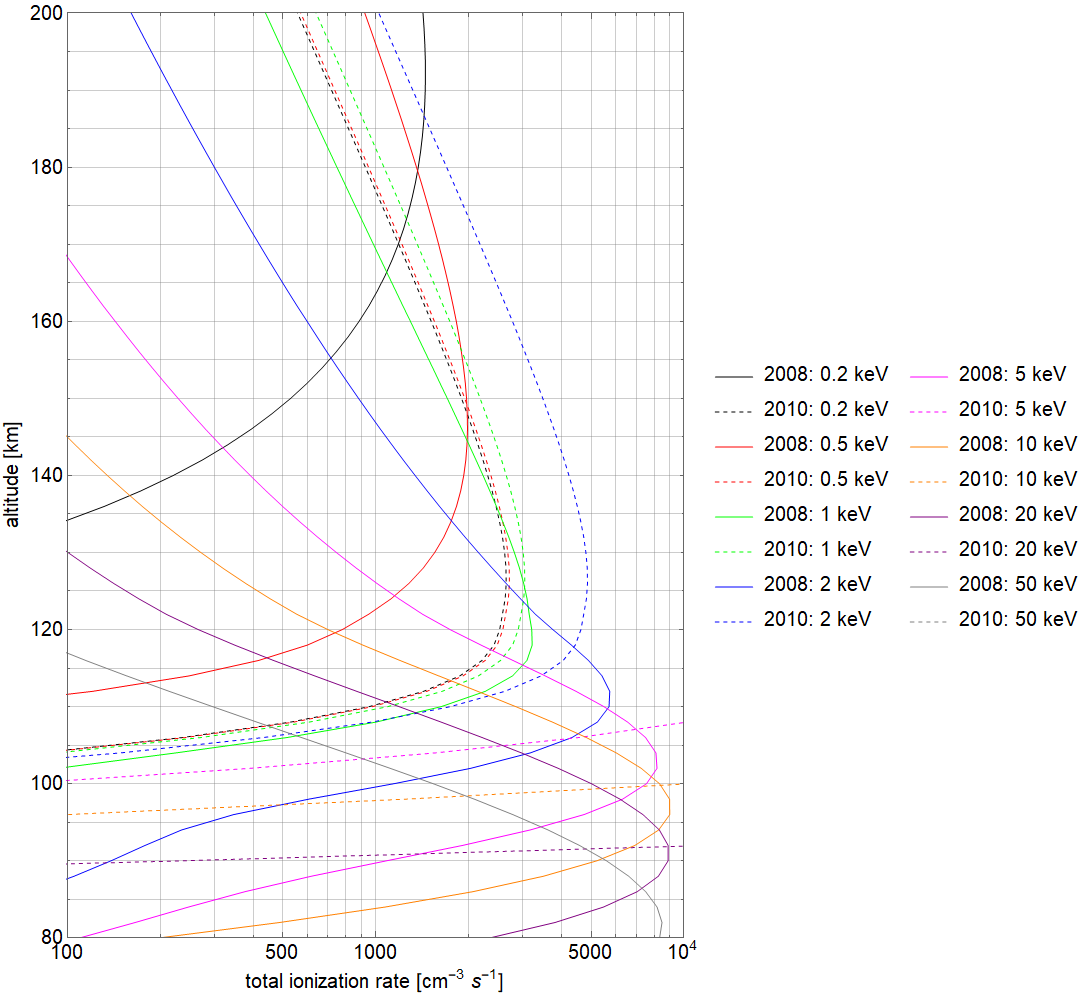 200
180
160
140
120
100
80
altitude [km]
100
500
1000
5000
10⁴
total ionization rate [cm⁻³ s⁻¹]
2008: 0.2 keV
2010: 0.2 keV
2008: 0.5 keV
2010: 0.5 keV
2008: 1 keV
2010: 1 keV
2008: 2 keV
2010: 2 keV
2008: 5 keV
2010: 5 keV
2008: 10 keV
2010: 10 keV
2008: 20 keV
2010: 20 keV
2008: 50 keV
2010: 50 keV